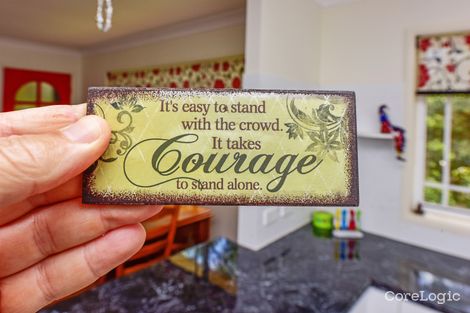 It's easy to stand
with the crowd.
It takes
Courage
to stand alone.
CoreLogic